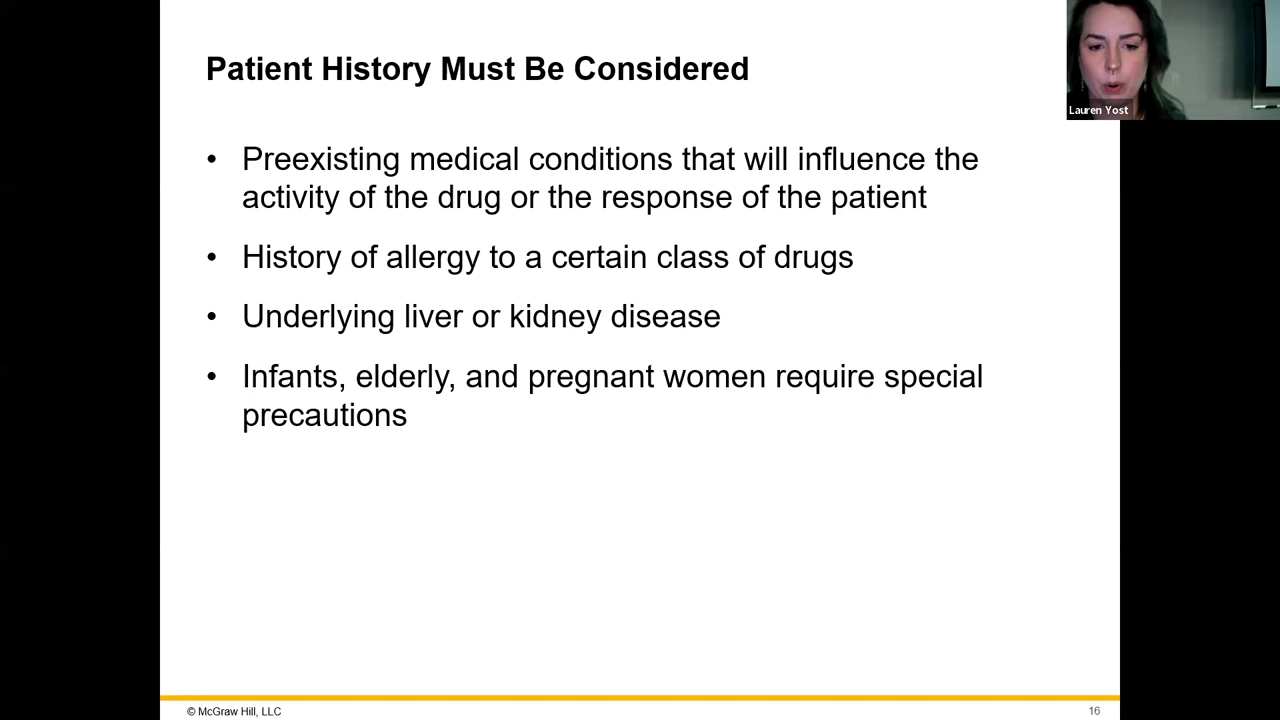 Patient History Must Be Considered
Lauren Yost
• Preexisting medical conditions that will influence the
activity of the drug or the response of the patient
• History of allergy to a certain class of drugs
• Underlying liver or kidney disease
• Infants, elderly, and pregnant women require special
precautions
© McGraw Hill, LLC
16